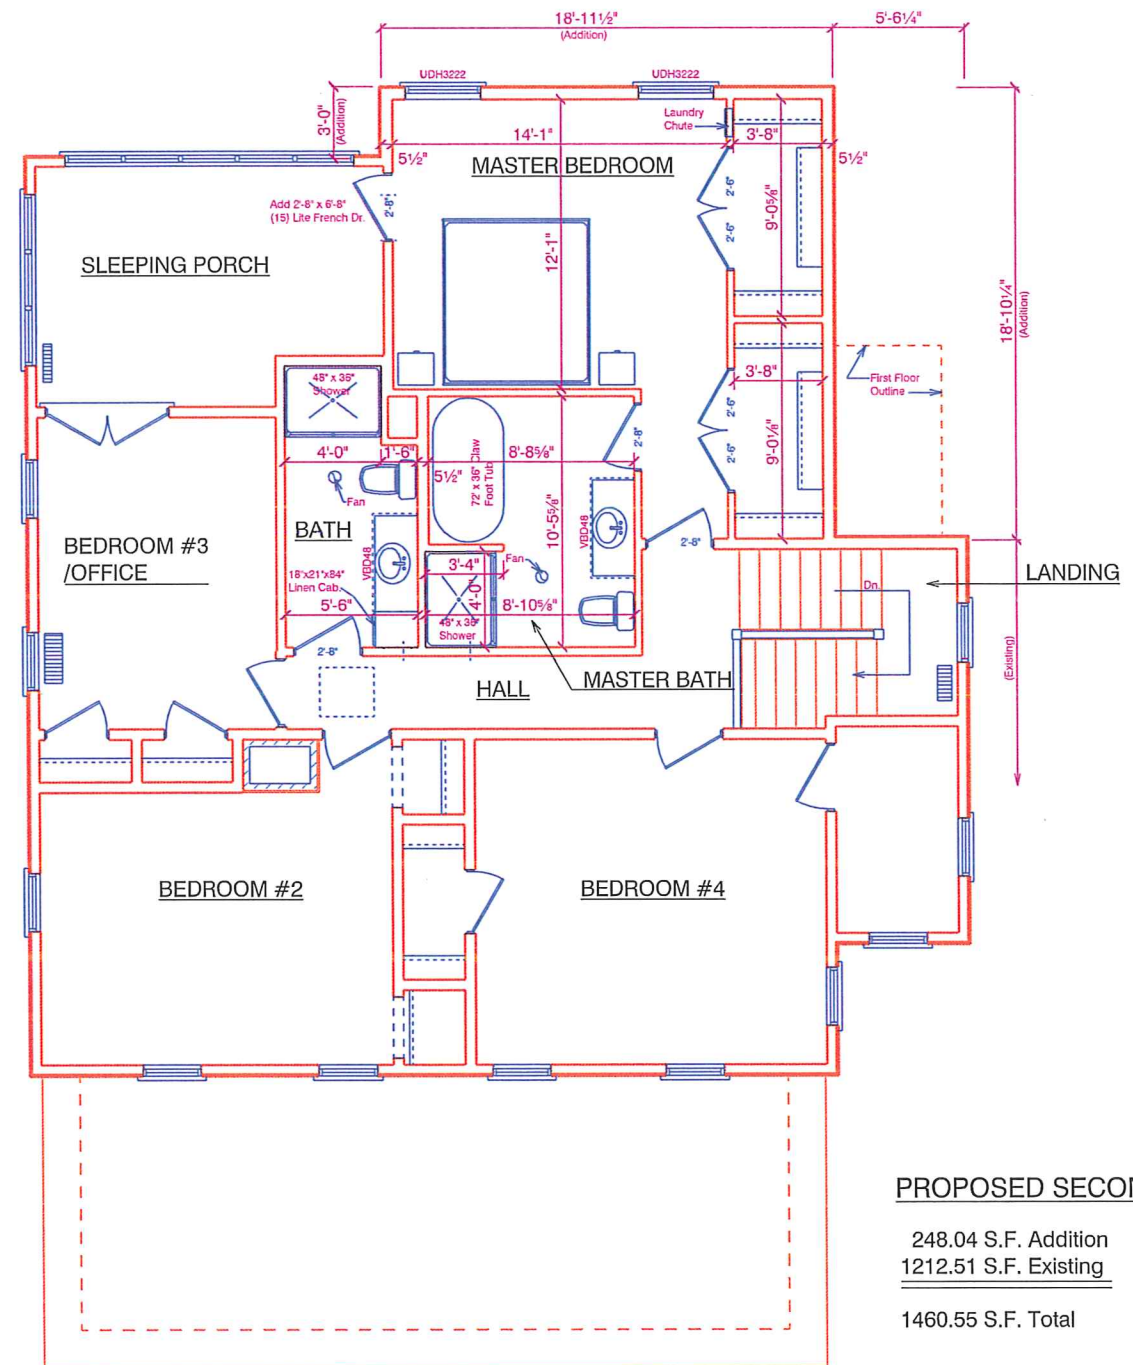 18'-11½"
(Addition)
5'-6¼"
UDH3222
UDH3222
3'-0"
(Addition)
Laundry
Chute
14'-1"
3'-8"
5½"
5½"
MASTER BEDROOM
2'-6"
2'-6"
9'-0⅝"
Add 2'-8" x 6'-8"
(15) Lite French Dr.
2'-8"
12'-1"
SLEEPING PORCH
18'-10¼"
(Addition)
48" x 36"
Shower
3'-8"
First Floor
Outline
2'-6"
2'-6"
9'-0⅛"
4'-0"
1'-6"
5½"
8'-8⅝"
2'-8"
72' x 36" Claw
Foot Tub
Fan
10'-5⅝"
VBD48
BATH
BEDROOM #3
/OFFICE
VBD48
18"x21"x84"
Linen Cab.
3'-4"
4'-0"
Fan
2'-8"
Dn.
LANDING
5'-6"
8'-10⅝"
48" x 36"
Shower
2'-8"
(Existing)
HALL
MASTER BATH
BEDROOM #2
BEDROOM #4
PROPOSED SECON
248.04 S.F. Addition
1212.51 S.F. Existing
1460.55 S.F. Total